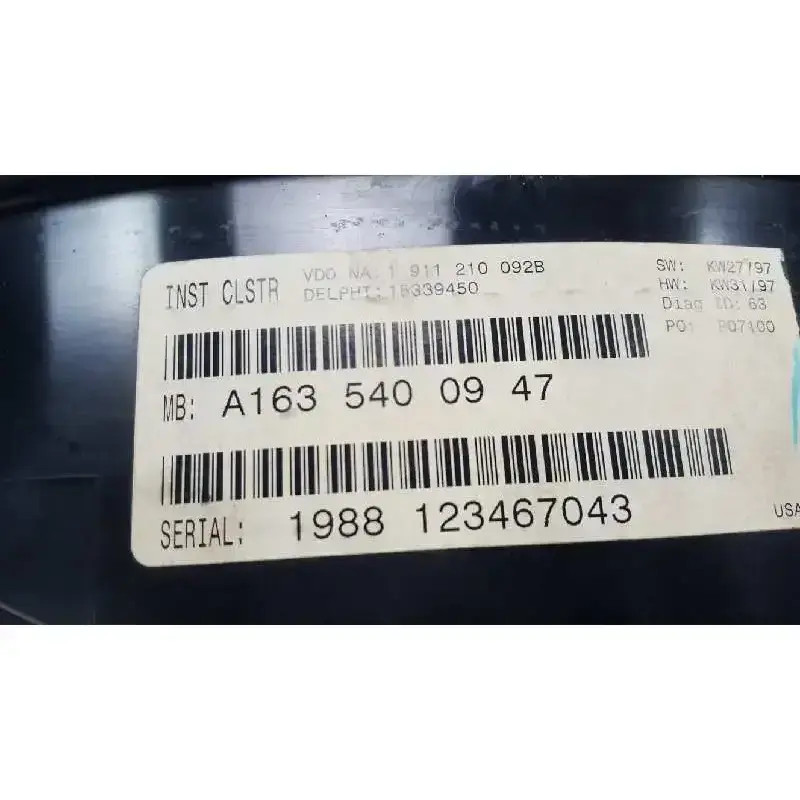 INST CLSTR
VDO NA: 1 911 210 092B
DELPHI: 16339450
SW: KW27/97
HW: KW31/97
Diag ID: 63
PO: P07100
MB: A163 540 09 47
SERIAL: 1988 123467043
USA